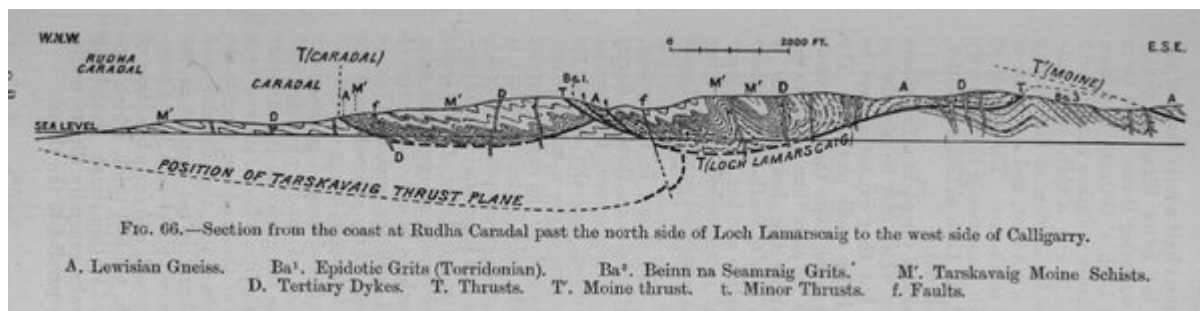 W.N.W.
E.S.E.
RUDHA
CARADAL
CARADAL
T(CARADAL)
0 2000 FT.
T'(MOINE)
M' D A M' f M' D T Ba.1. A t f M' M' D A D T A
SEA LEVEL
D
T(LOCH LAMARSCAIG)
POSITION OF TARSKAVAIG THRUST PLANE
FIG. 66.—Section from the coast at Rudha Caradal past the north side of Loch Lamarscaig to the west side of Calligarry.
A. Lewisian Gneiss. Ba¹. Epidotic Grits (Torridonian). Ba². Beinn na Seamraig Grits. M'. Tarskavaig Moine Schists.
D. Tertiary Dykes. T. Thrusts. T'. Moine thrust. t. Minor Thrusts. f. Faults.